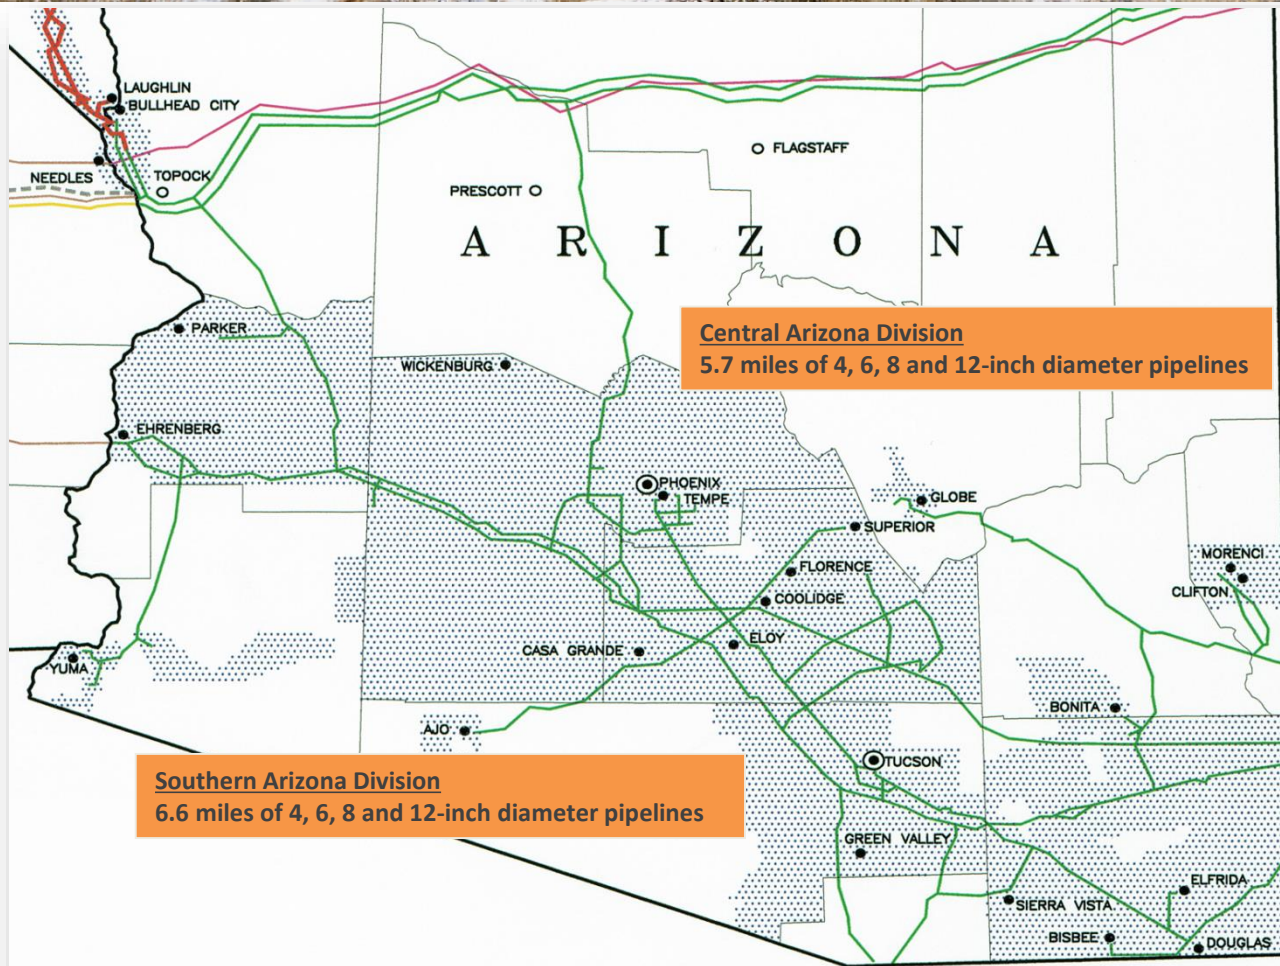 LAUGHLIN
BULLHEAD CITY
NEEDLES
TOPOCK
FLAGSTAFF
PRESCOTT
ARIZONA
PARKER
Central Arizona Division
5.7 miles of 4, 6, 8 and 12-inch diameter pipelines
WICKENBURG
EHRENBERG
PHOENIX
TEMPE
GLOBE
SUPERIOR
MORENCI
FLORENCE
CLIFTON
COOLIDGE
ELOY
CASA GRANDE
YUMA
BONITA
AJO
TUCSON
Southern Arizona Division
6.6 miles of 4, 6, 8 and 12-inch diameter pipelines
GREEN VALLEY
ELFRIDA
SIERRA VISTA
BISBEE
DOUGLAS